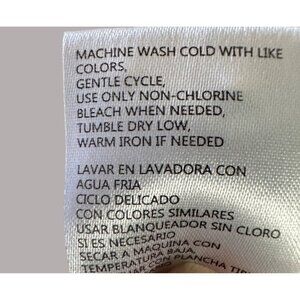 MACHINE WASH COLD WITH LIKE
COLORS,
GENTLE CYCLE,
USE ONLY NON-CHLORINE
BLEACH WHEN NEEDED,
TUMBLE DRY LOW,
WARM IRON IF NEEDED
LAVAR EN LAVADORA CON
AGUA FRIA
CICLO DELICADO
CON COLORES SIMILARES
USAR BLANQUEADOR SIN CLORO
SI ES NECESARIO
SECAR A MAQUINA CON
TEMPERATURA BAJA
CON PLANCHA